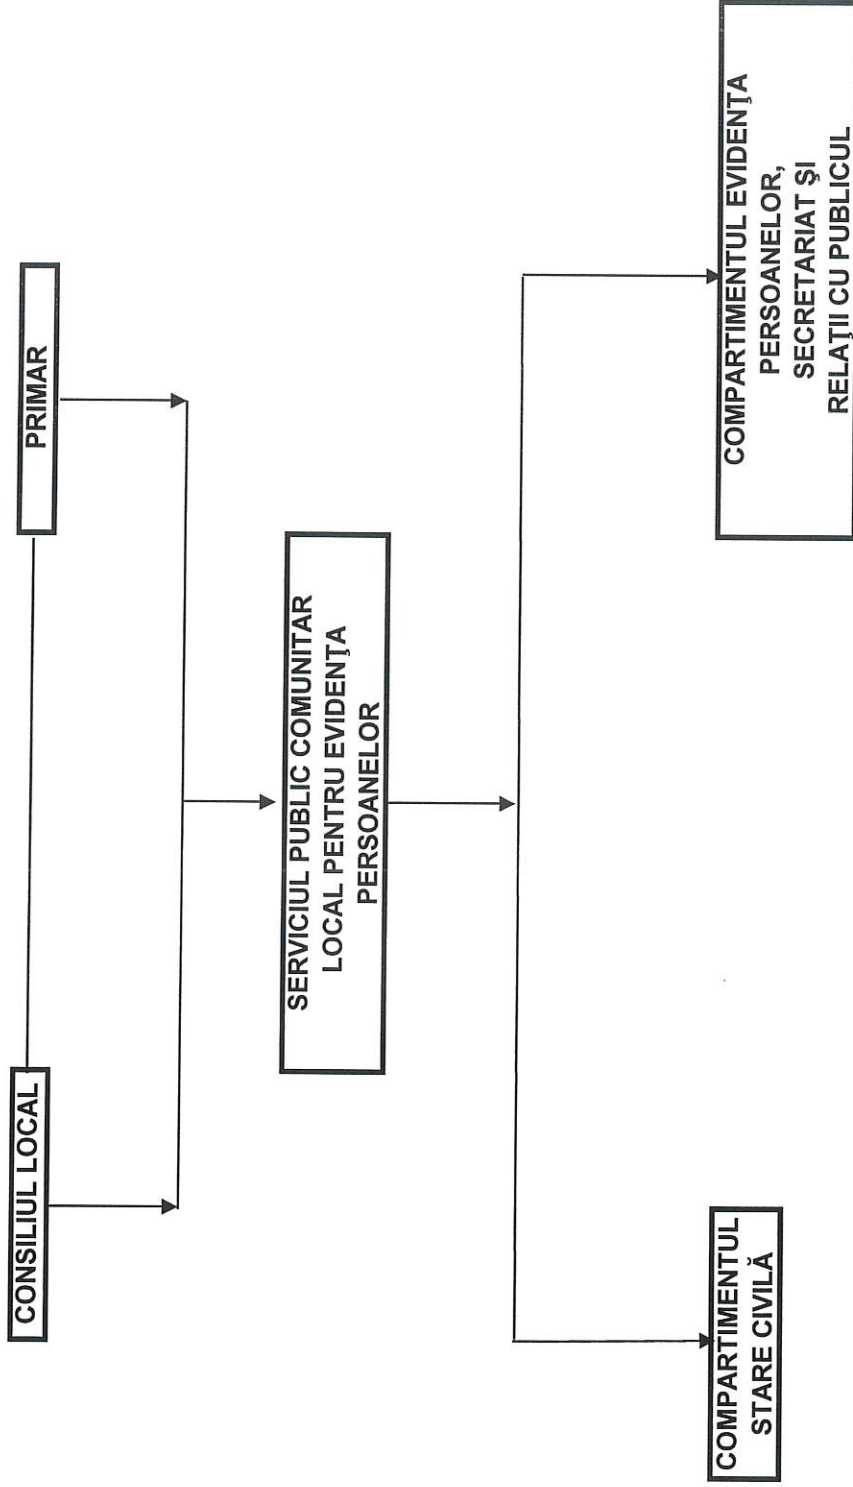 CONSILIUL LOCAL
PRIMAR
SERVICIUL PUBLIC COMUNITAR
LOCAL PENTRU EVIDENŢA
PERSOANELOR
COMPARTIMENTUL
STARE CIVILĂ
COMPARTIMENTUL EVIDENŢA
PERSOANELOR,
SECRETARIAT ŞI
RELAŢII CU PUBLICUL